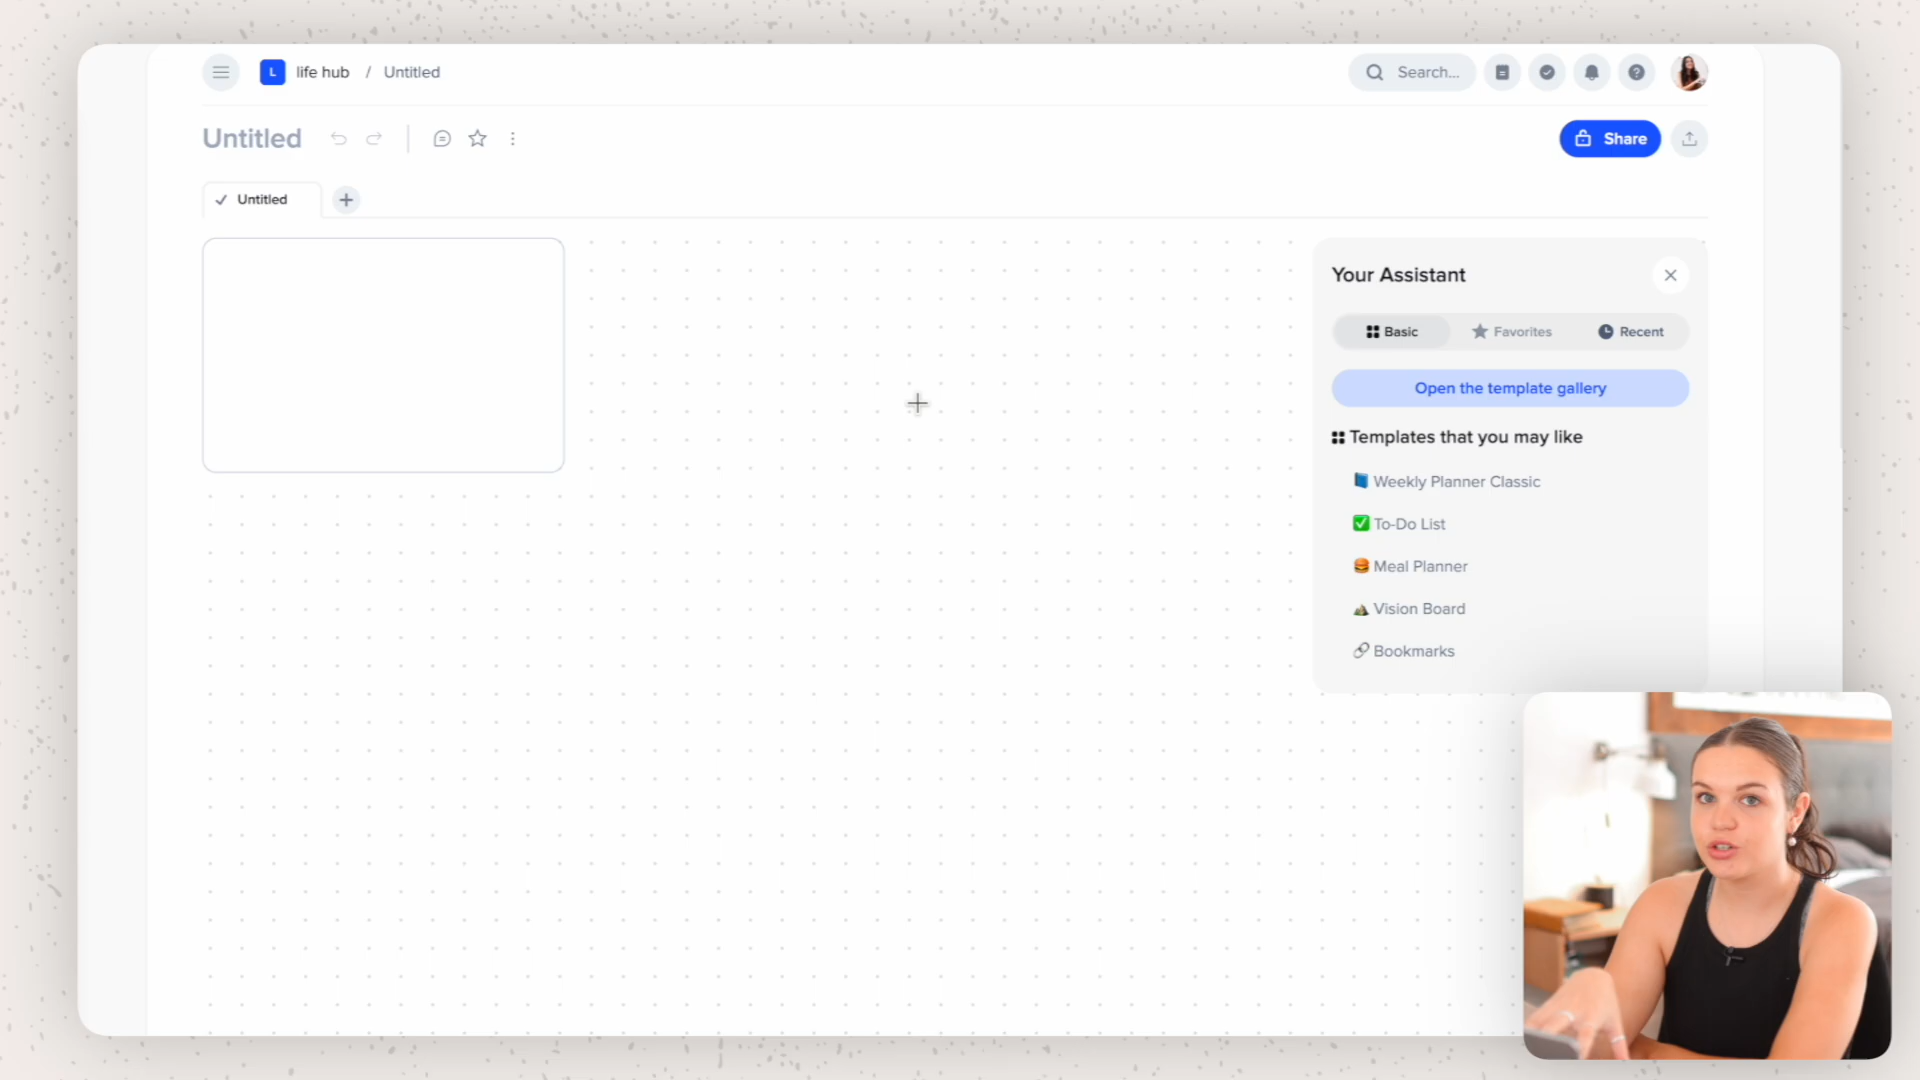 L life hub / Untitled
Search...
Untitled
Share
Untitled
Your Assistant
Basic
Favorites
Recent
Open the template gallery
Templates that you may like
Weekly Planner Classic
To-Do List
Meal Planner
Vision Board
Bookmarks